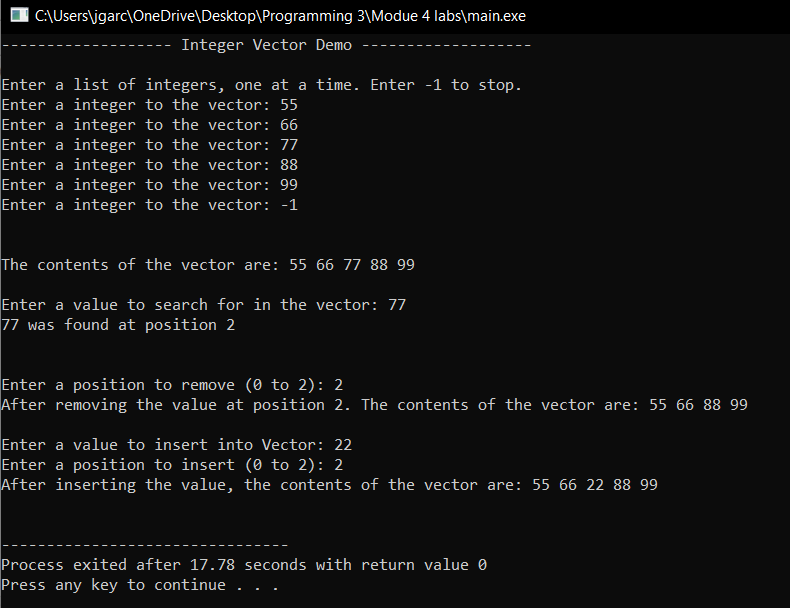 C:\Users\jgarc\OneDrive\Desktop\Programming 3\Modue 4 labs\main.exe
------------------- Integer Vector Demo -------------------
Enter a list of integers, one at a time. Enter -1 to stop.
Enter a integer to the vector: 55
Enter a integer to the vector: 66
Enter a integer to the vector: 77
Enter a integer to the vector: 88
Enter a integer to the vector: 99
Enter a integer to the vector: -1
The contents of the vector are: 55 66 77 88 99
Enter a value to search for in the vector: 77
77 was found at position 2
Enter a position to remove (0 to 2): 2
After removing the value at position 2. The contents of the vector are: 55 66 88 99
Enter a value to insert into Vector: 22
Enter a position to insert (0 to 2): 2
After inserting the value, the contents of the vector are: 55 66 22 88 99
--------------------------------
Process exited after 17.78 seconds with return value 0
Press any key to continue . . .